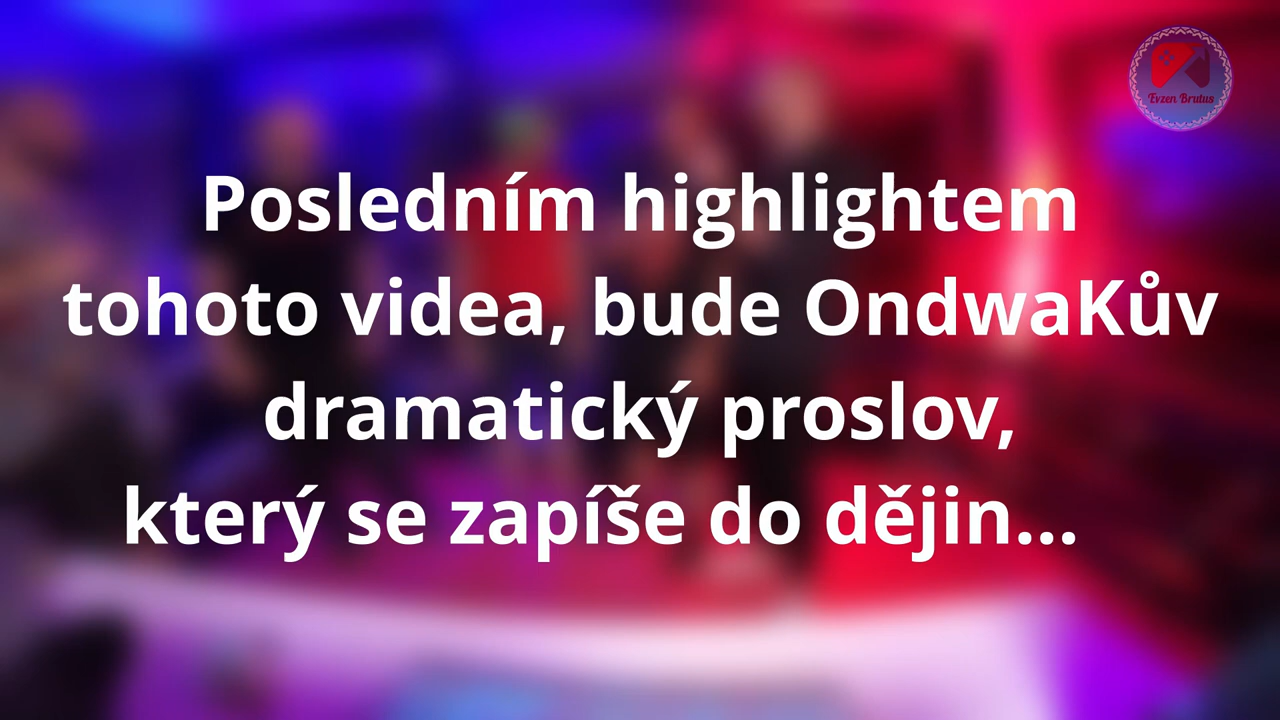 Evzen Brutus
Posledním highlightem
tohoto videa, bude OndwaKův
dramatický proslov,
který se zapíše do dějin...